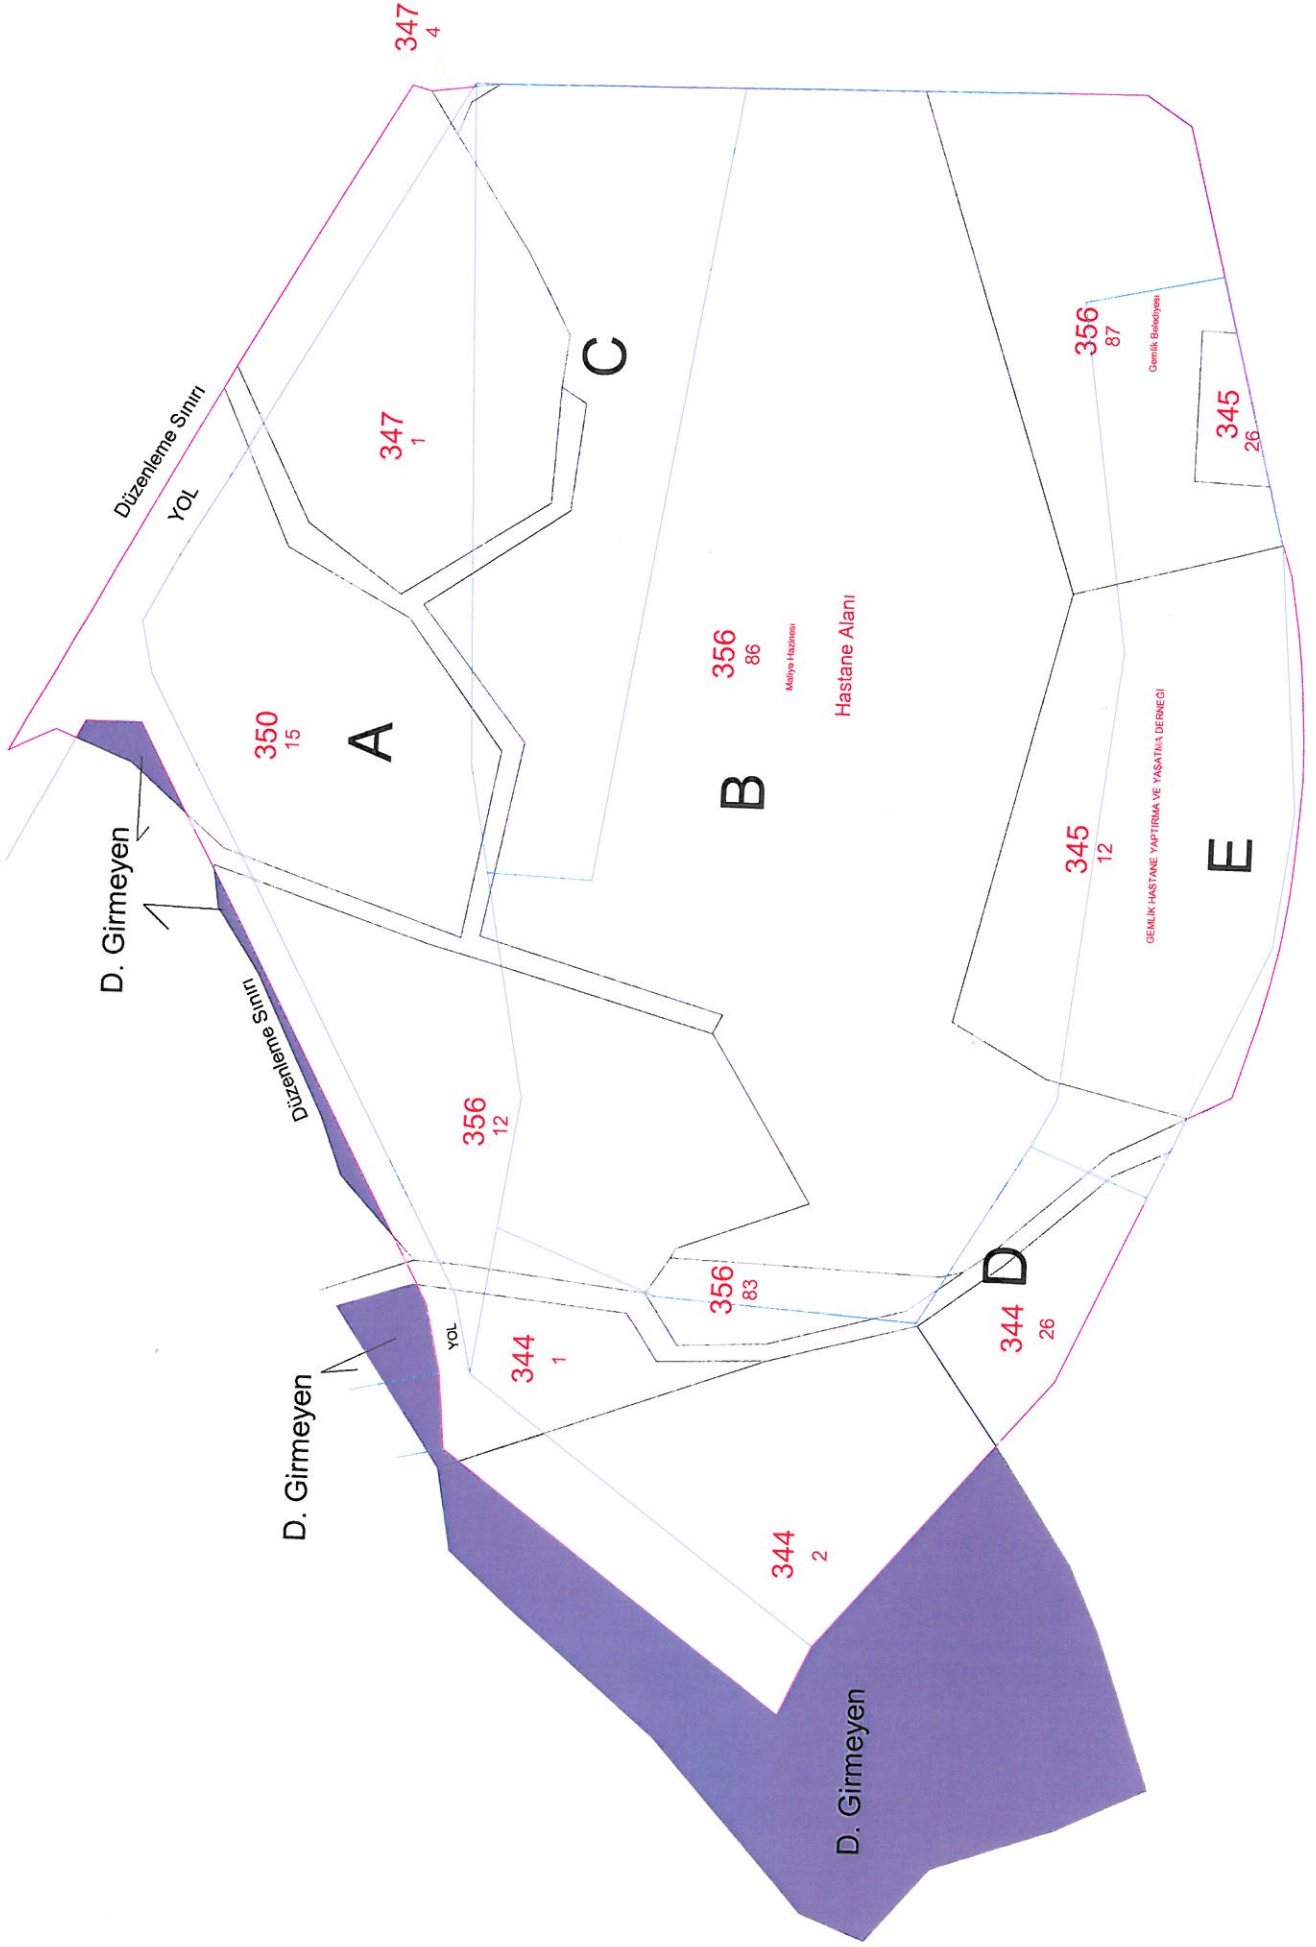 347
4
Düzenleme Sınırı
YOL
347
1
C
350
15
A
D. Girmeyen
Düzenleme Sınırı
356
12
D. Girmeyen
YOL
344
1
356
83
344
2
D. Girmeyen
356
86
Maliye Hazinesi
Hastane Alanı
B
356
87
Gemlik Belediyesi
345
26
345
12
GEMLİK HASTANE YAPTIRMA VE YAŞATMA DERNEĞİ
E
D
344
26